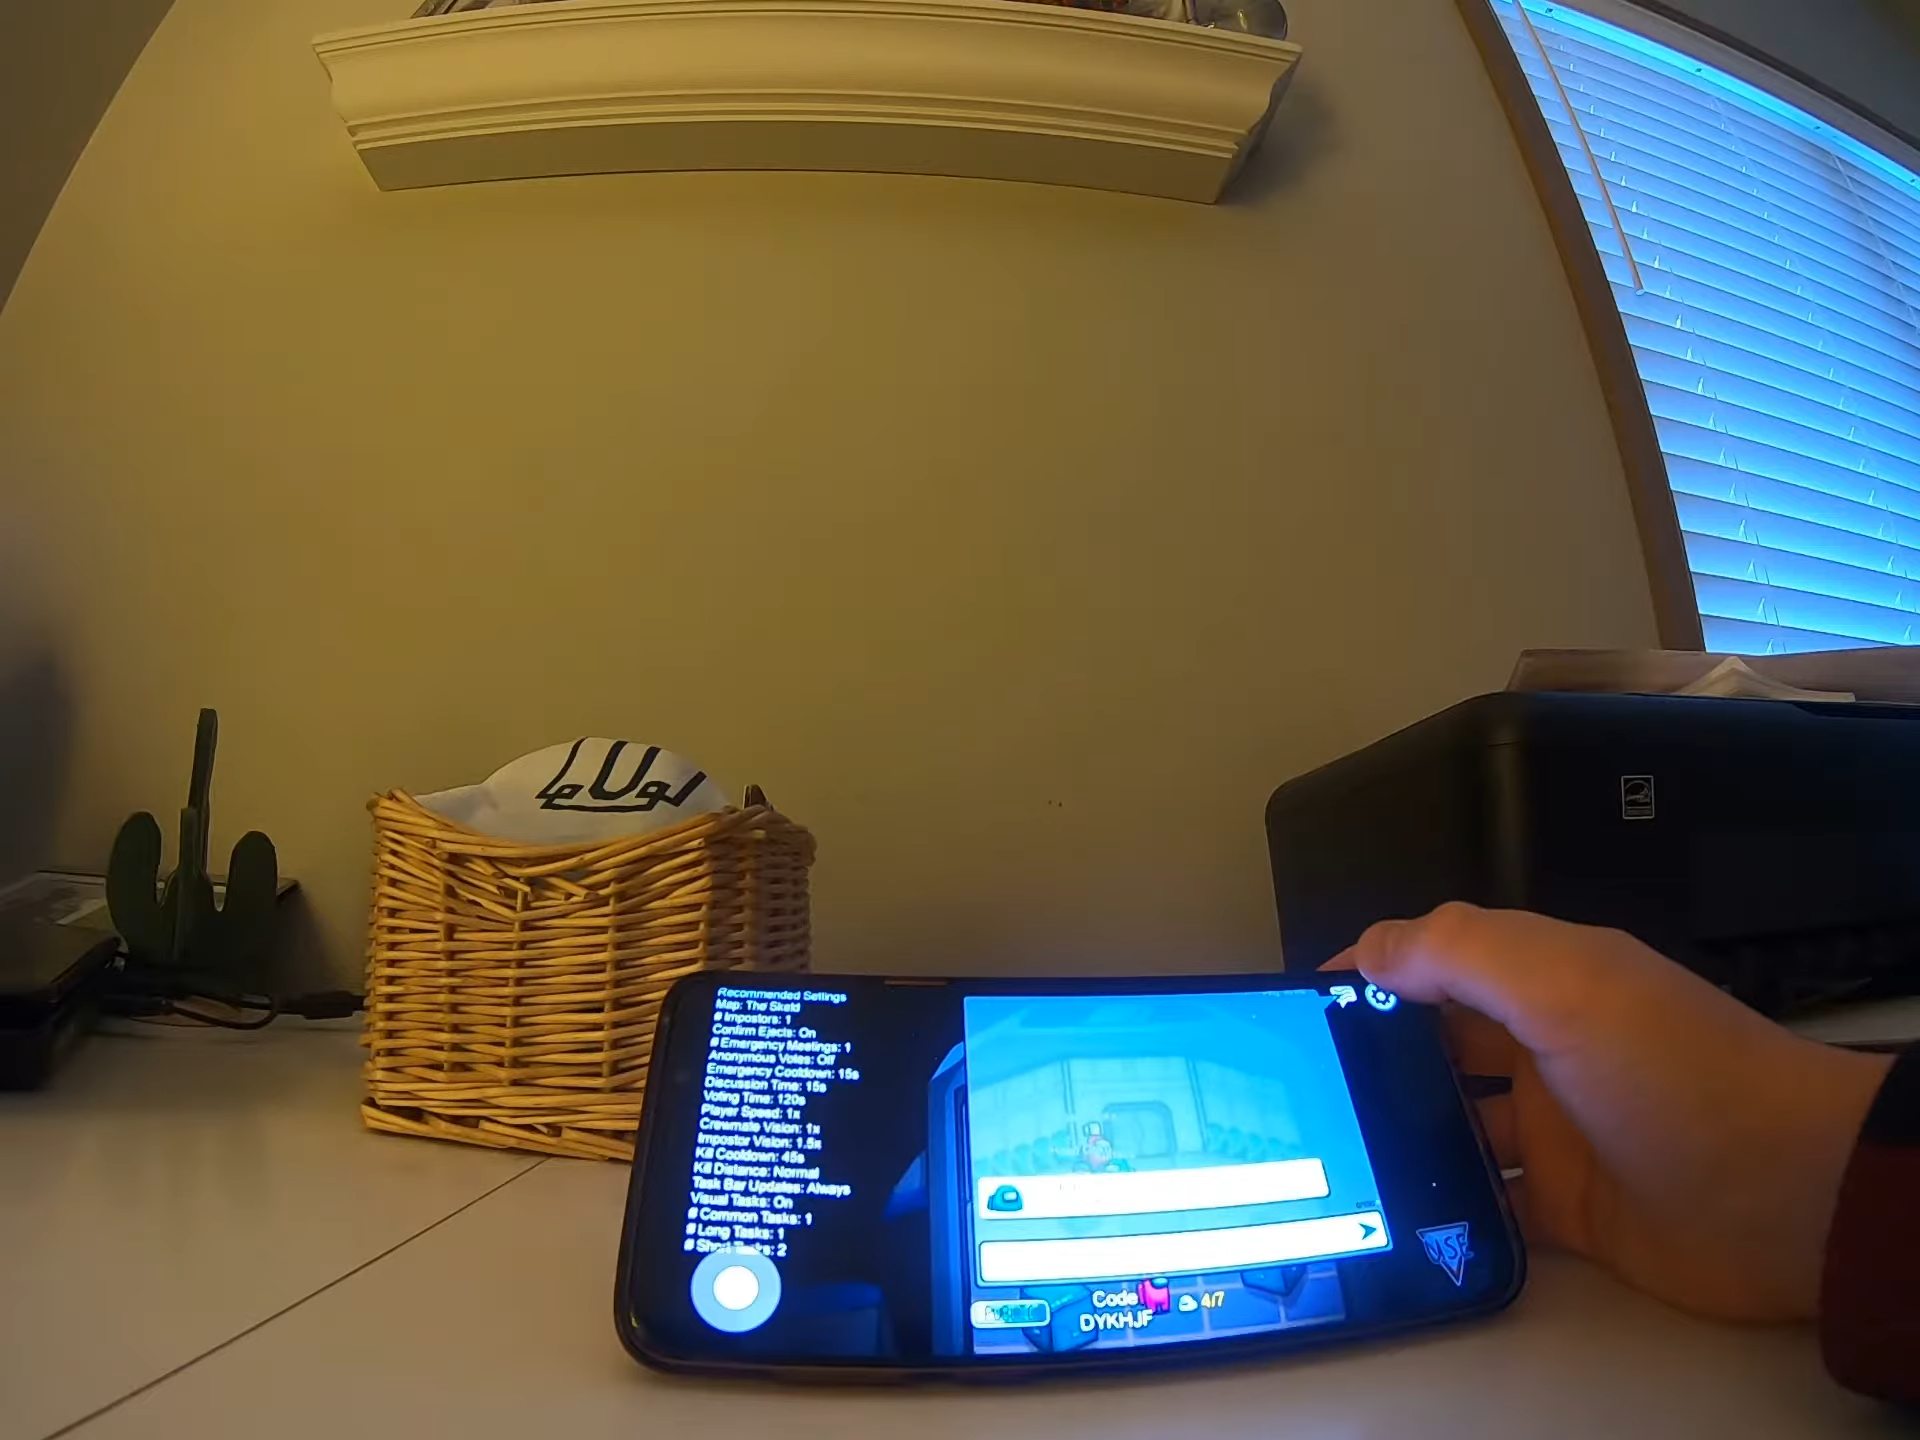 Recommended Settings
Map: The Skeld
# Impostors: 1
Confirm Ejects: On
# Emergency Meetings: 1
Anonymous Votes: Off
Emergency Cooldown: 15s
Discussion Time: 15s
Voting Time: 120s
Player Speed: 1x
Crewmate Vision: 1x
Impostor Vision: 1.5x
Kill Cooldown: 45s
Kill Distance: Normal
Task Bar Updates: Always
Visual Tasks: On
# Common Tasks: 1
# Long Tasks: 1
# Short Tasks: 2
Code
DYKHJF
4/7
USE